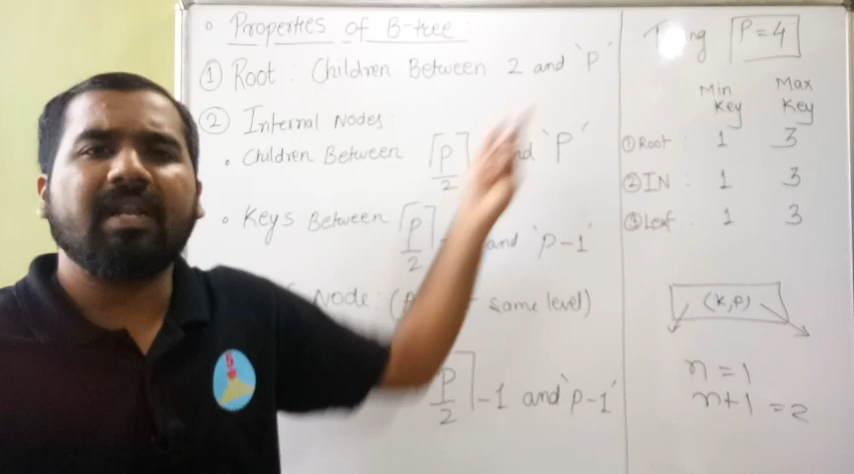 Properties of B-tree :
① Root : Children Between 2 and 'P'
② Internal Nodes :
• Children Between ⌈P/2⌉ and 'P'
• Keys Between ⌈P/2⌉ and 'P-1'
Node : ( same level)
⌈P/2⌉ -1 and 'P-1'
P=4
Min Key Max Key
① Root : 1 3
② IN : 1 3
③ Leaf : 1 3
(K,P)
n = 1
n+1 = 2